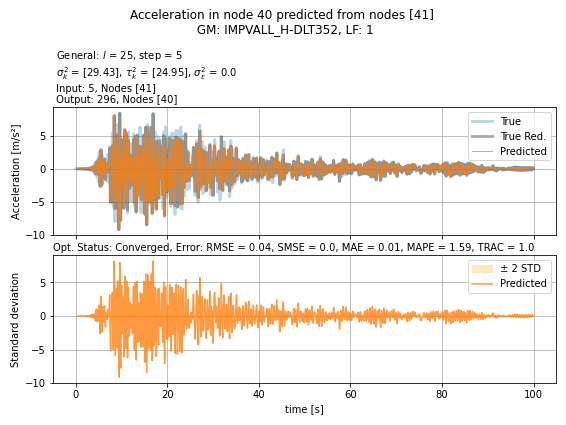 Acceleration in node 40 predicted from nodes [41]
GM: IMPVALL_H-DLT352, LF: 1
General: l = 25, step = 5
σ²_k = [29.43], τ²_k = [24.95], σ²_ε = 0.0
Input: 5, Nodes [41]
Output: 296, Nodes [40]
Acceleration [m/s²]
5
0
−5
−10
True
True Red.
Predicted
Opt. Status: Converged, Error: RMSE = 0.04, SMSE = 0.0, MAE = 0.01, MAPE = 1.59, TRAC = 1.0
Standard deviation
5
0
−5
−10
± 2 STD
Predicted
0 20 40 60 80 100
time [s]